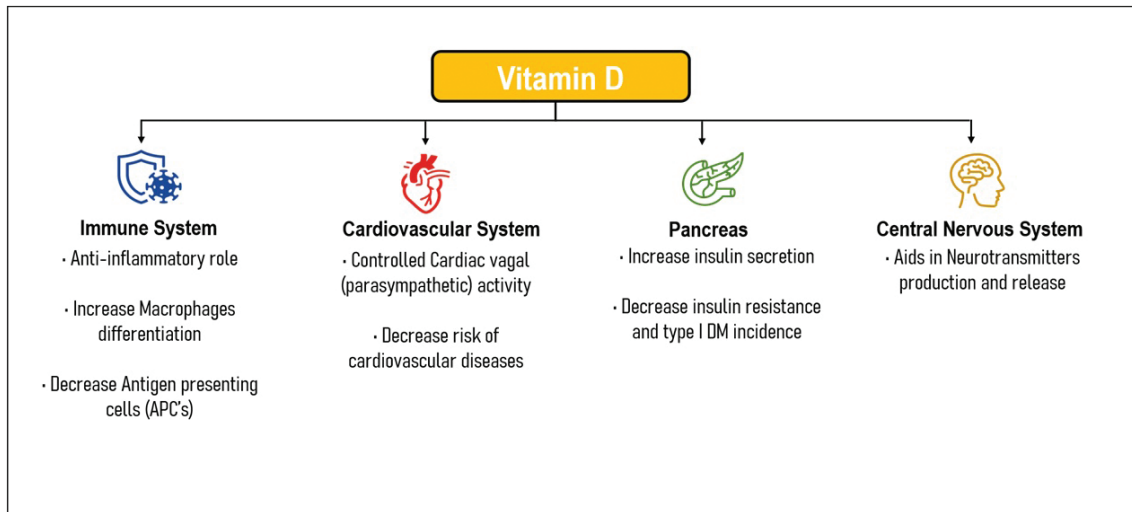 Vitamin D
Immune System
· Anti-inflammatory role
· Increase Macrophages
differentiation
· Decrease Antigen presenting
cells (APC's)
Cardiovascular System
· Controlled Cardiac vagal
(parasympathetic) activity
· Decrease risk of
cardiovascular diseases
Pancreas
· Increase insulin secretion
· Decrease insulin resistance
and type I DM incidence
Central Nervous System
· Aids in Neurotransmitters
production and release